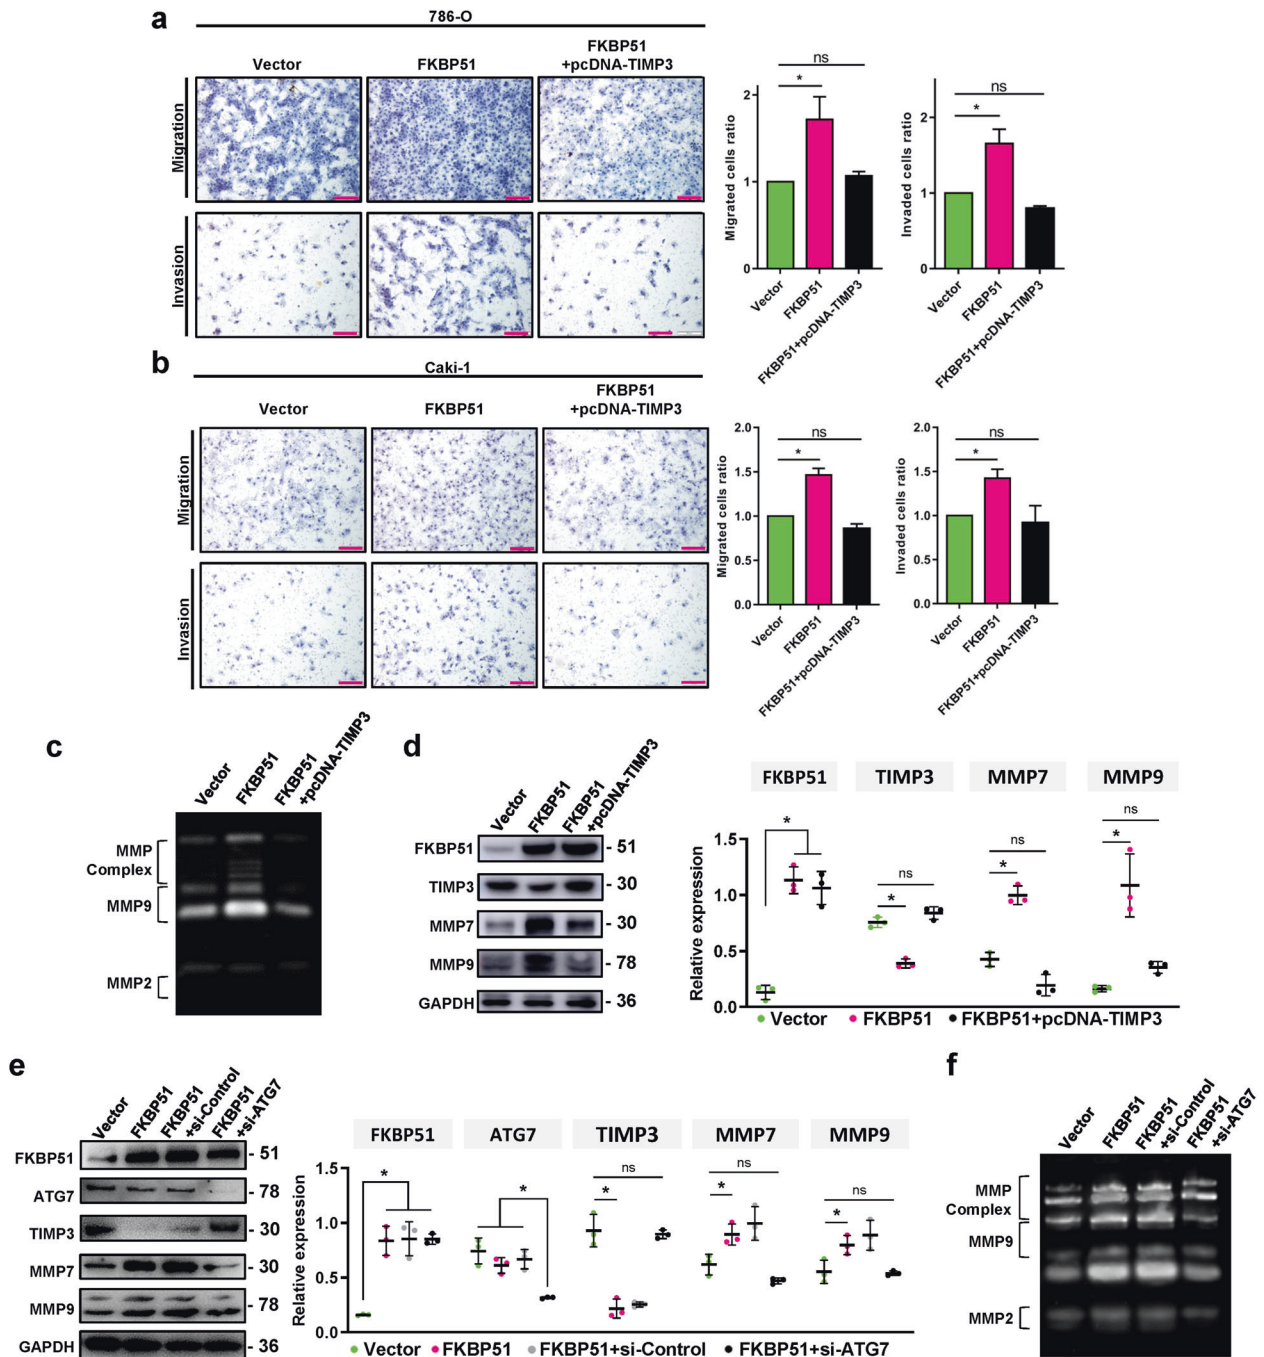 a
786-O
Vector
FKBP51
FKBP51
+pcDNA-TIMP3
Migration
Invasion
Migrated cells ratio
2
1
0
ns
*
Vector
FKBP51
FKBP51+pcDNA-TIMP3
Invaded cells ratio
2
1
0
ns
*
Vector
FKBP51
FKBP51+pcDNA-TIMP3
b
Caki-1
Vector
FKBP51
FKBP51
+pcDNA-TIMP3
Migration
Invasion
Migrated cells ratio
2.0
1.5
1.0
0.5
0.0
ns
*
Vector
FKBP51
FKBP51+pcDNA-TIMP3
Invaded cells ratio
2.0
1.5
1.0
0.5
0.0
ns
*
Vector
FKBP51
FKBP51+pcDNA-TIMP3
c
Vector
FKBP51
FKBP51
+pcDNA-TIMP3
MMP
Complex
MMP9
MMP2
d
Vector
FKBP51
FKBP51
+pcDNA-TIMP3
FKBP51 - 51
TIMP3 - 30
MMP7 - 30
MMP9 - 78
GAPDH - 36
FKBP51 TIMP3 MMP7 MMP9
Relative expression
1.5
1.0
0.5
0.0
*
ns
*
ns
*
ns
*
Vector FKBP51 FKBP51+pcDNA-TIMP3
e
Vector
FKBP51
FKBP51
+si-Control
FKBP51
+si-ATG7
FKBP51 - 51
ATG7 - 78
TIMP3 - 30
MMP7 - 30
MMP9 - 78
GAPDH - 36
FKBP51 ATG7 TIMP3 MMP7 MMP9
Relative expression
1.5
1.0
0.5
0.0
*
*
ns
*
ns
*
ns
*
Vector FKBP51 FKBP51+si-Control FKBP51+si-ATG7
f
Vector
FKBP51
FKBP51
+si-Control
FKBP51
+si-ATG7
MMP
Complex
MMP9
MMP2